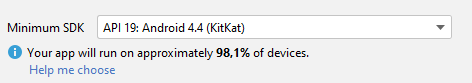 Minimum SDK API 19: Android 4.4 (KitKat)
Your app will run on approximately 98,1% of devices.
Help me choose